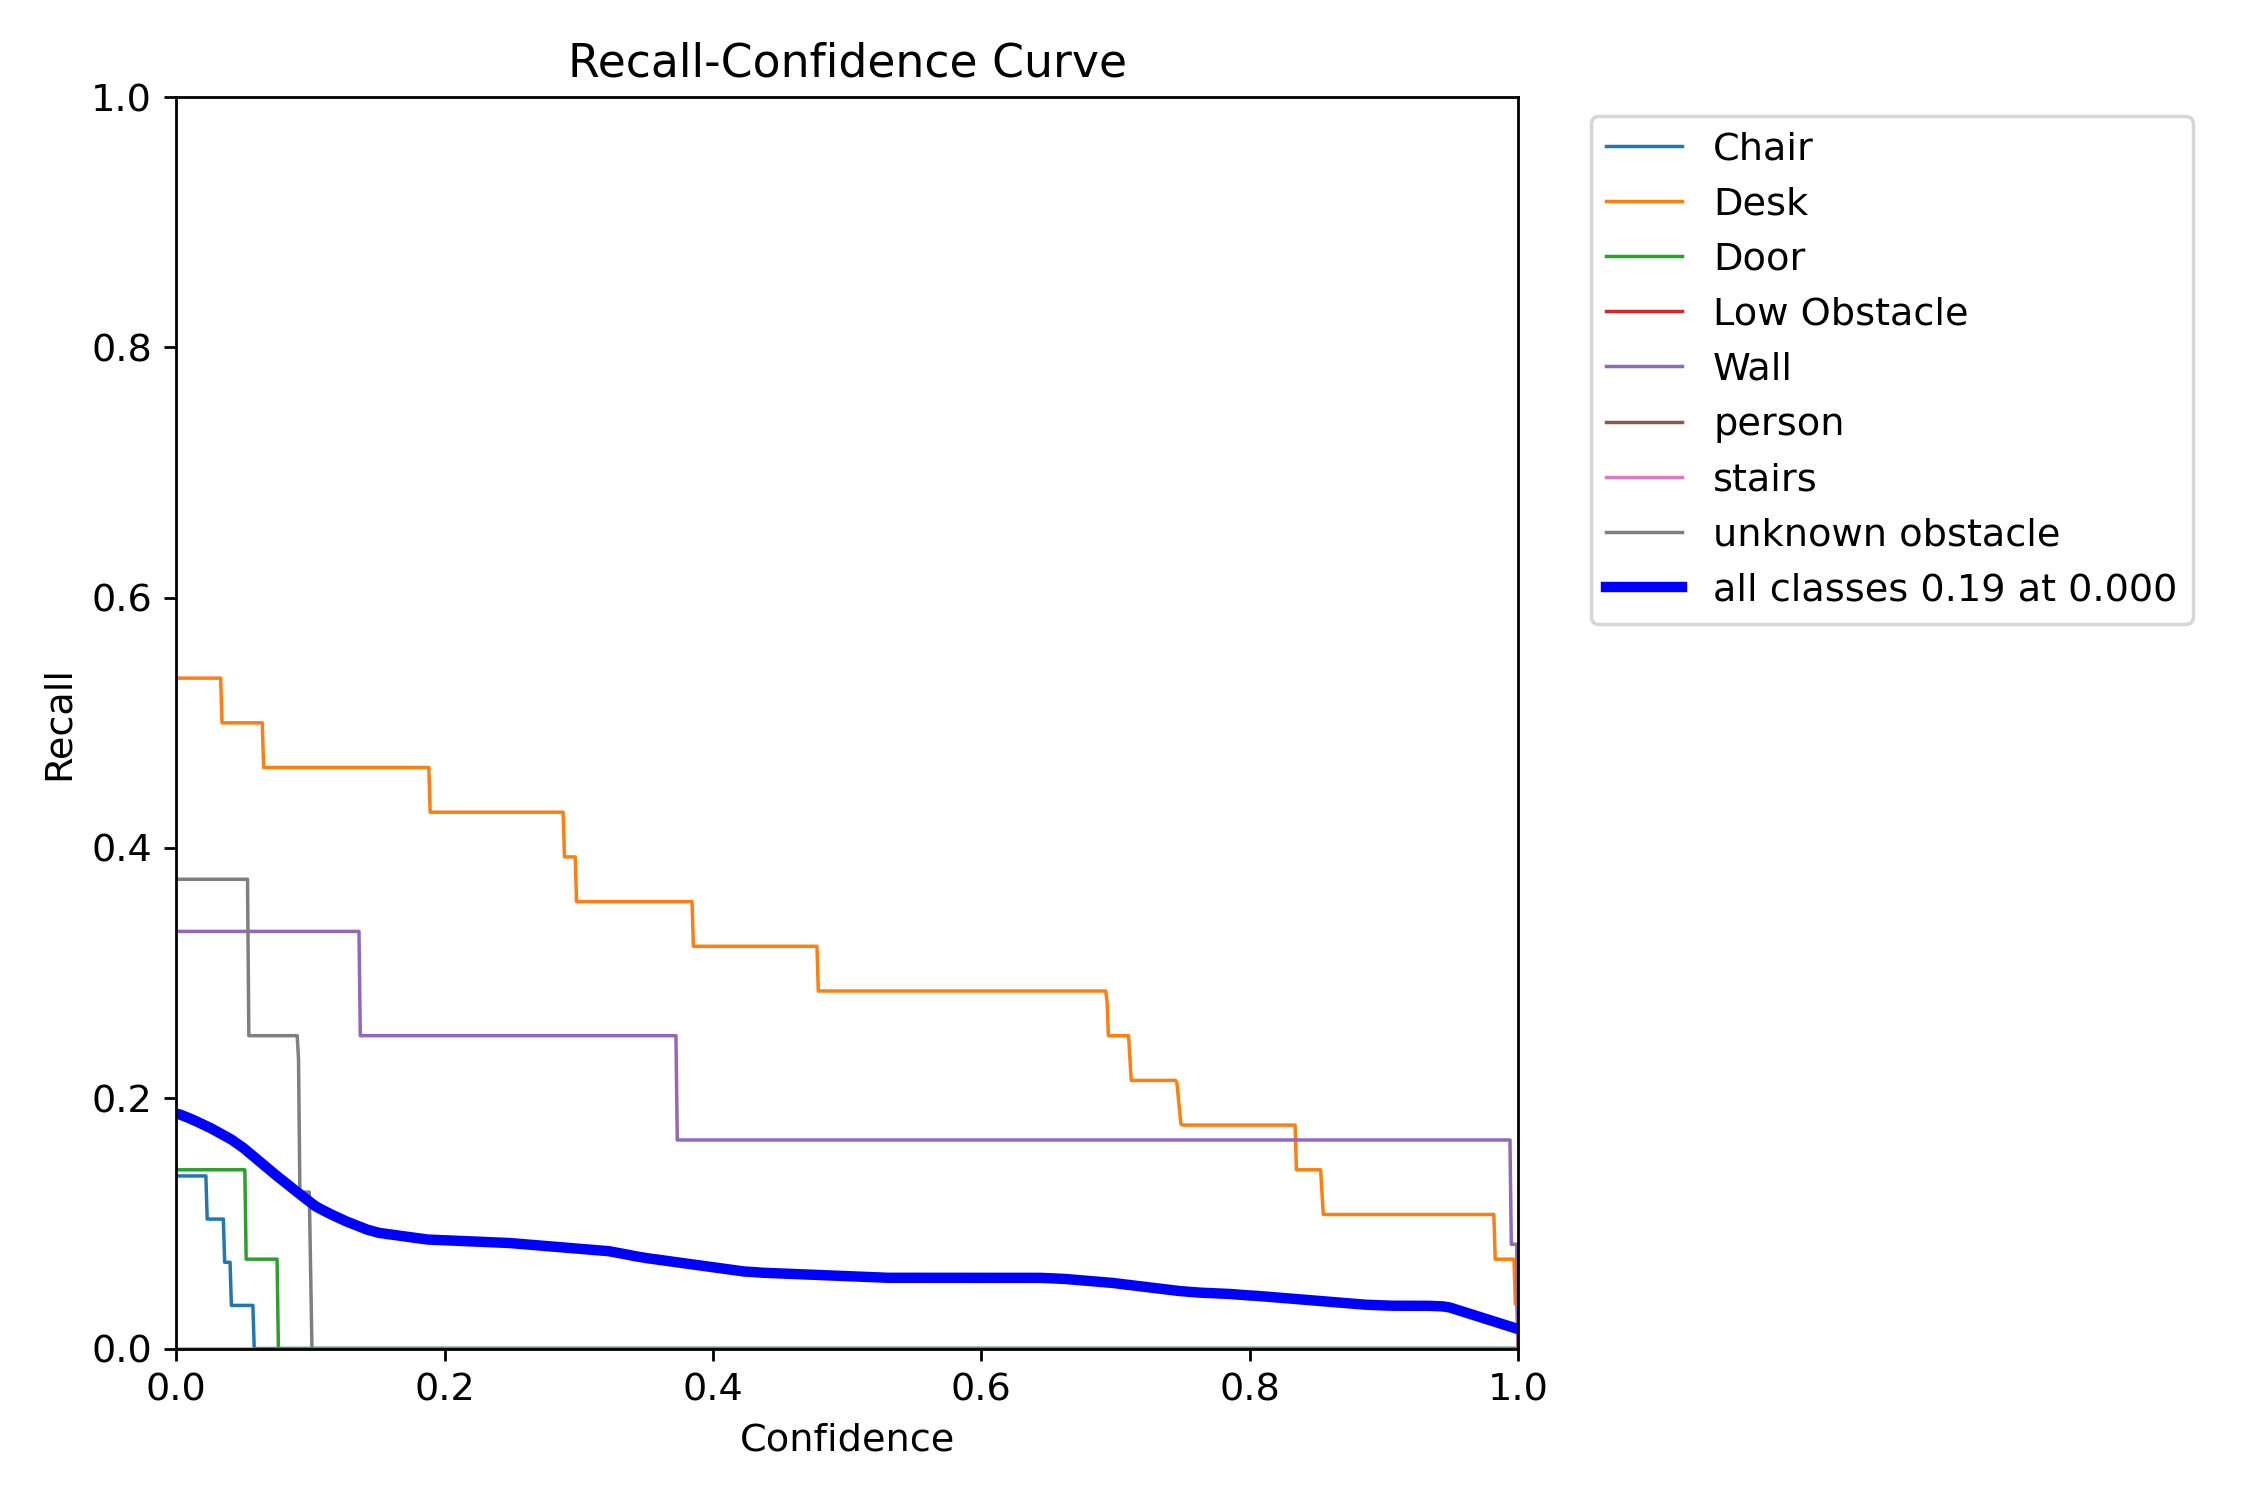 Recall-Confidence Curve
1.0
0.8
0.6
0.4
0.2
0.0
Recall
0.0 0.2 0.4 0.6 0.8 1.0
Confidence
Chair
Desk
Door
Low Obstacle
Wall
person
stairs
unknown obstacle
all classes 0.19 at 0.000